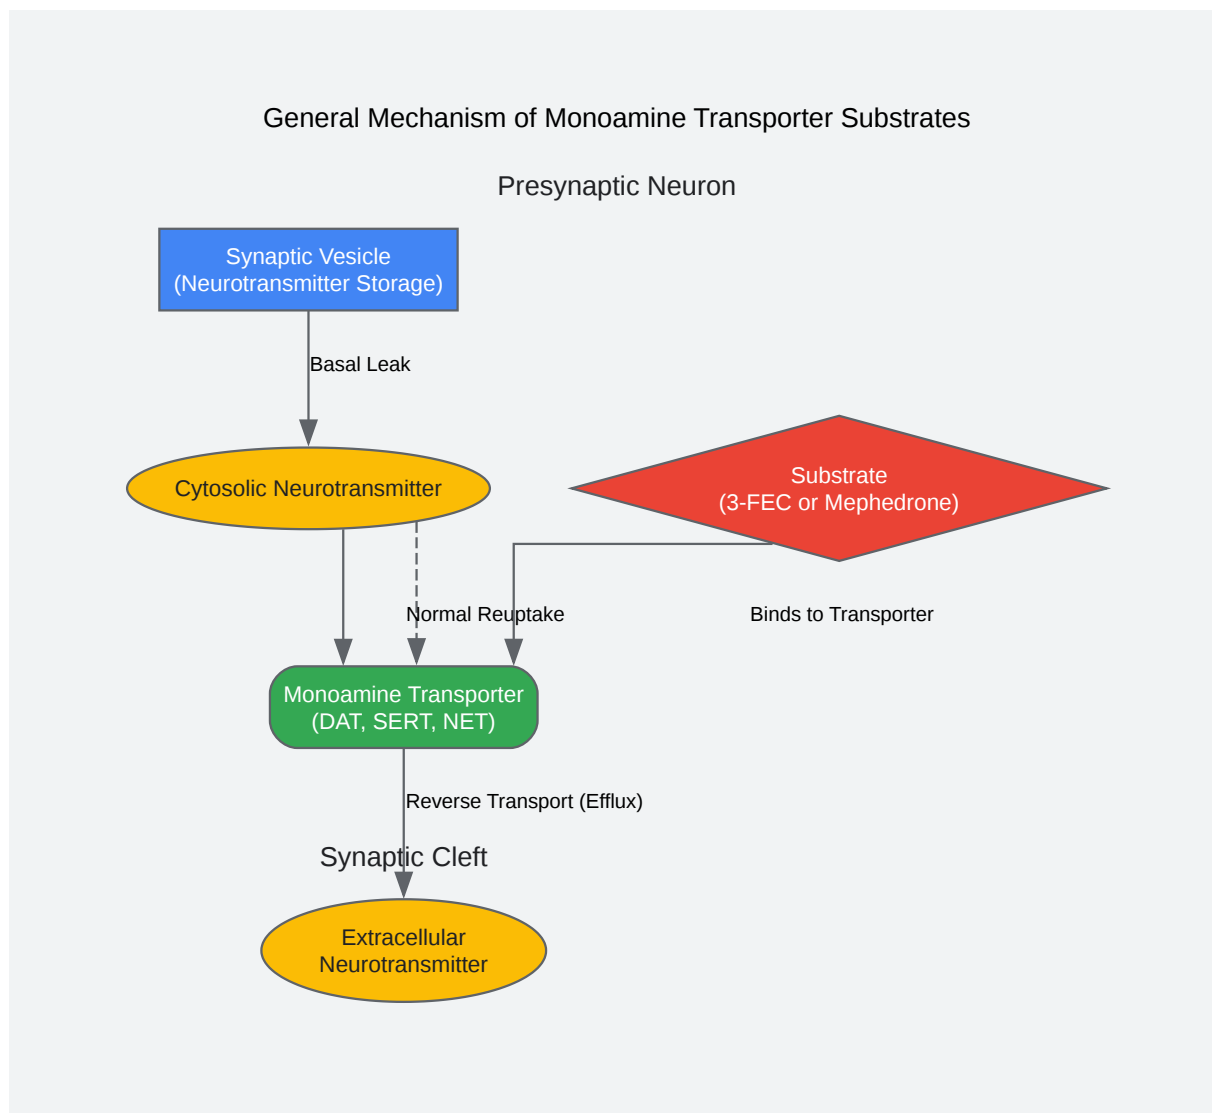 General Mechanism of Monoamine Transporter Substrates
Presynaptic Neuron
Synaptic Vesicle
(Neurotransmitter Storage)
Basal Leak
Cytosolic Neurotransmitter
Substrate
(3-FEC or Mephedrone)
Normal Reuptake
Binds to Transporter
Monoamine Transporter
(DAT, SERT, NET)
Reverse Transport (Efflux)
Synaptic Cleft
Extracellular
Neurotransmitter